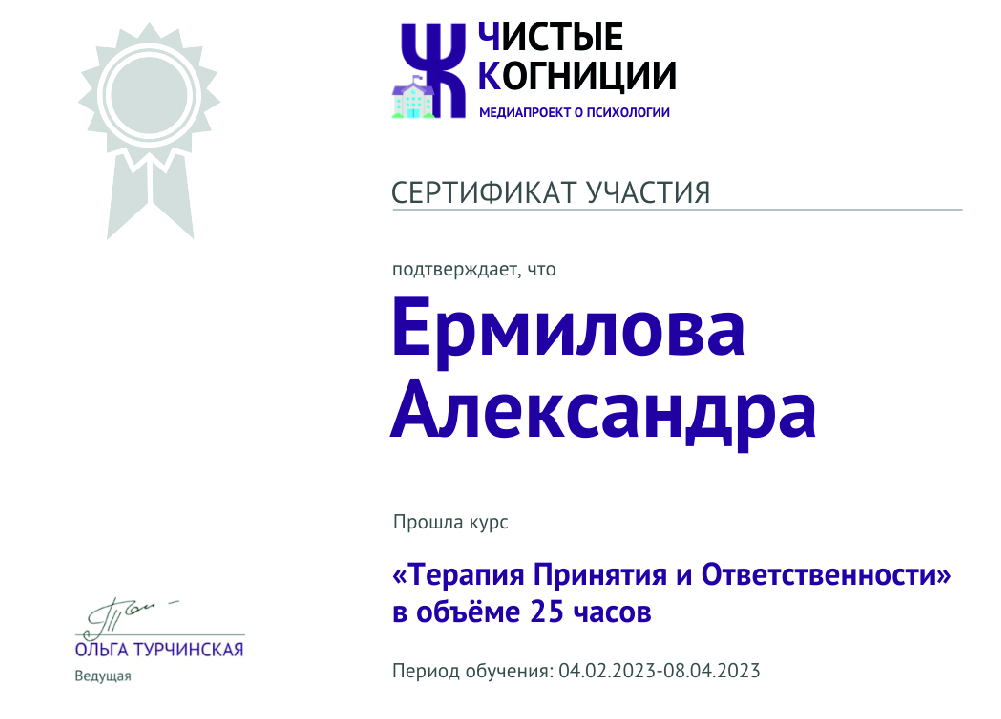 ЧИСТЫЕ
КОГНИЦИИ
МЕДИАПРОЕКТ О ПСИХОЛОГИИ
СЕРТИФИКАТ УЧАСТИЯ
подтверждает, что
Ермилова
Александра
Прошла курс
«Терапия Принятия и Ответственности»
в объёме 25 часов
Период обучения: 04.02.2023-08.04.2023
ОЛЬГА ТУРЧИНСКАЯ
Ведущая